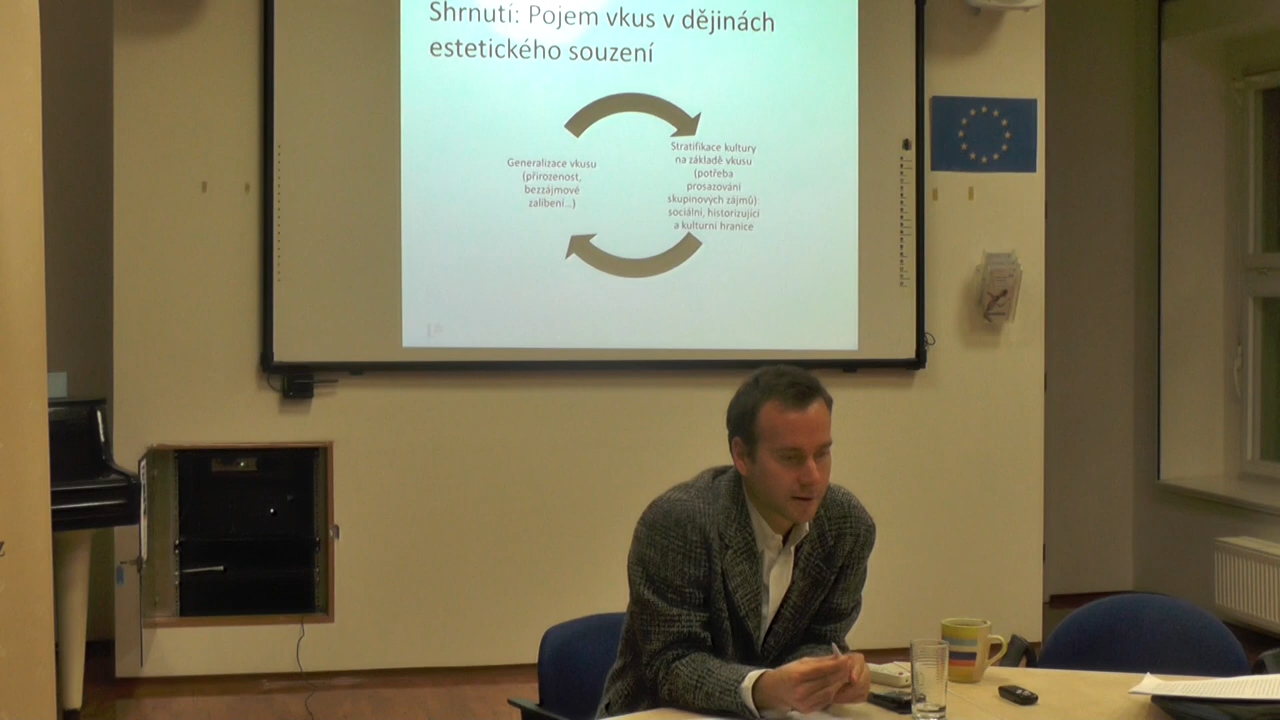 Shrnutí: Pojem vkus v dějinách
estetického souzení
Generalizace vkusu
(přirozenost,
bezzájmové
zalíbení...)
Stratifikace kultury
na základě vkusu
(potřeba
prosazování
skupinových zájmů):
sociální, historizující
a kulturní hranice